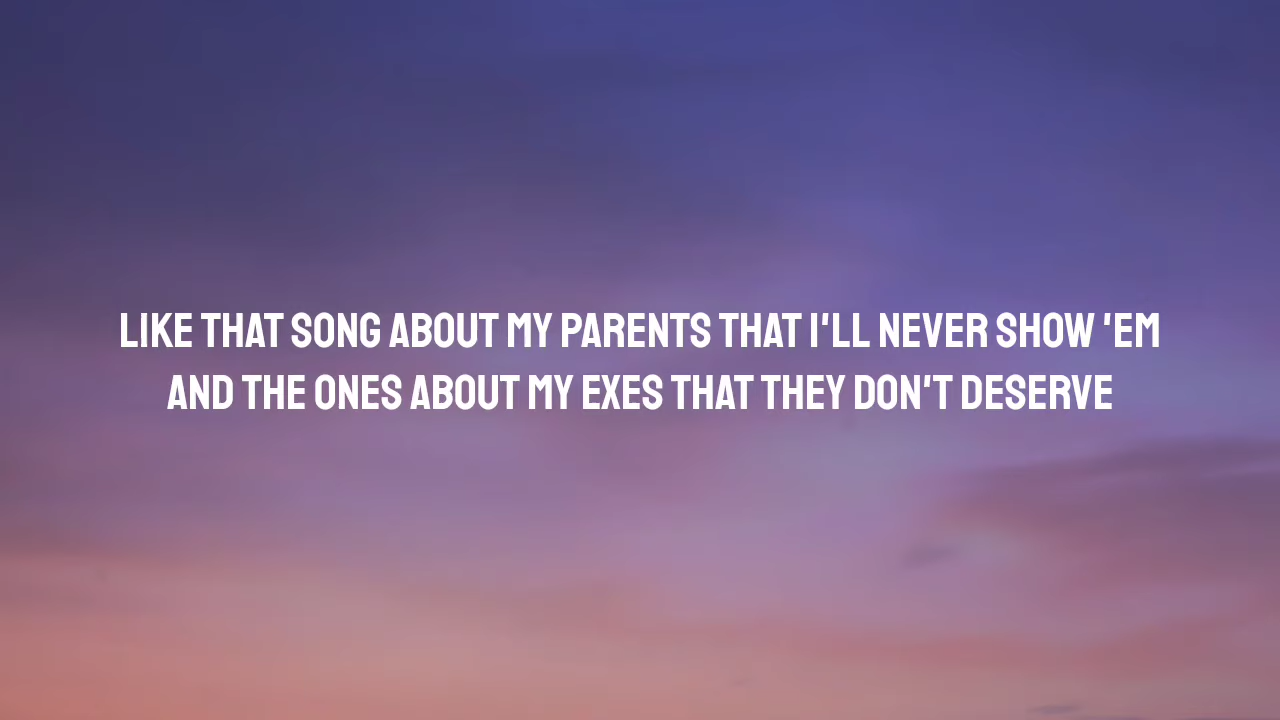 LIKE THAT SONG ABOUT MY PARENTS THAT I'LL NEVER SHOW 'EM
AND THE ONES ABOUT MY EXES THAT THEY DON'T DESERVE